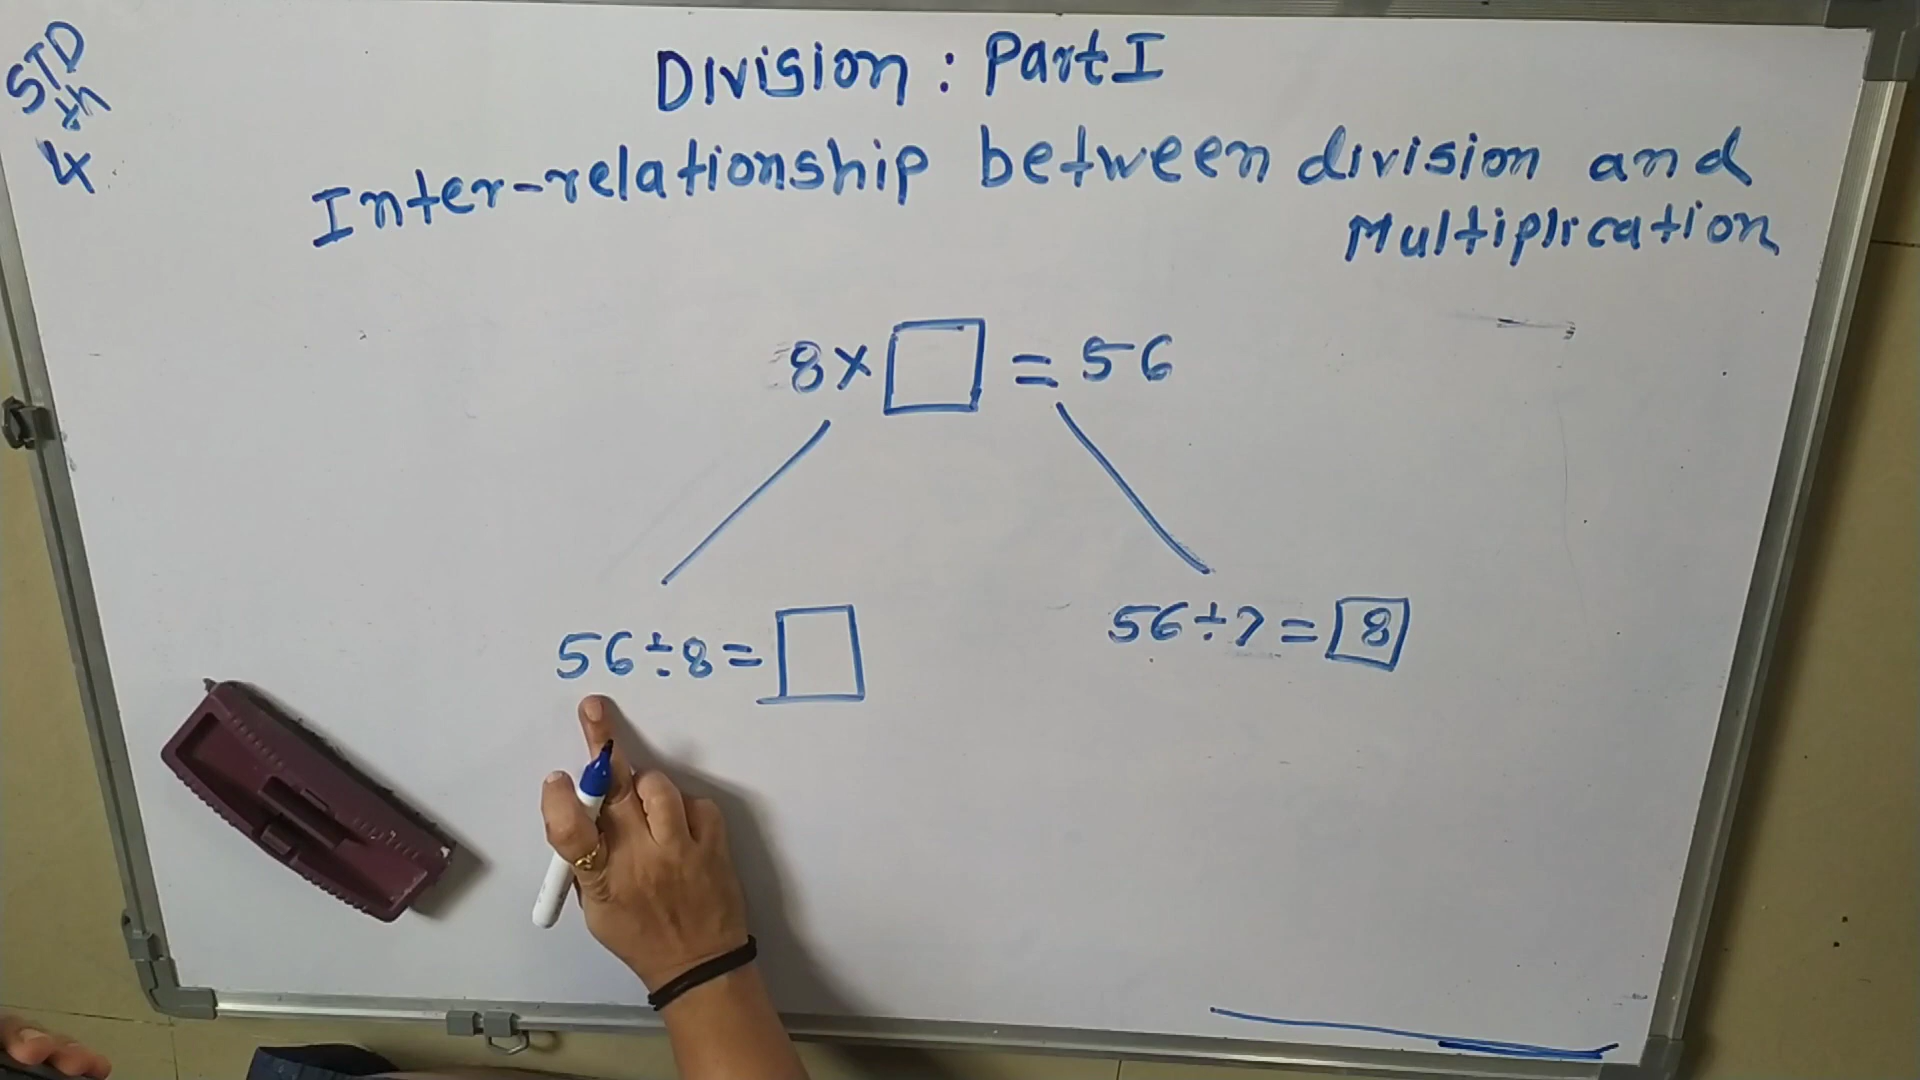 STD
4th
Division: Part I
Inter-relationship between division and
Multiplication
8 × □ = 56
56 ÷ 8 = □
56 ÷ 7 = 8